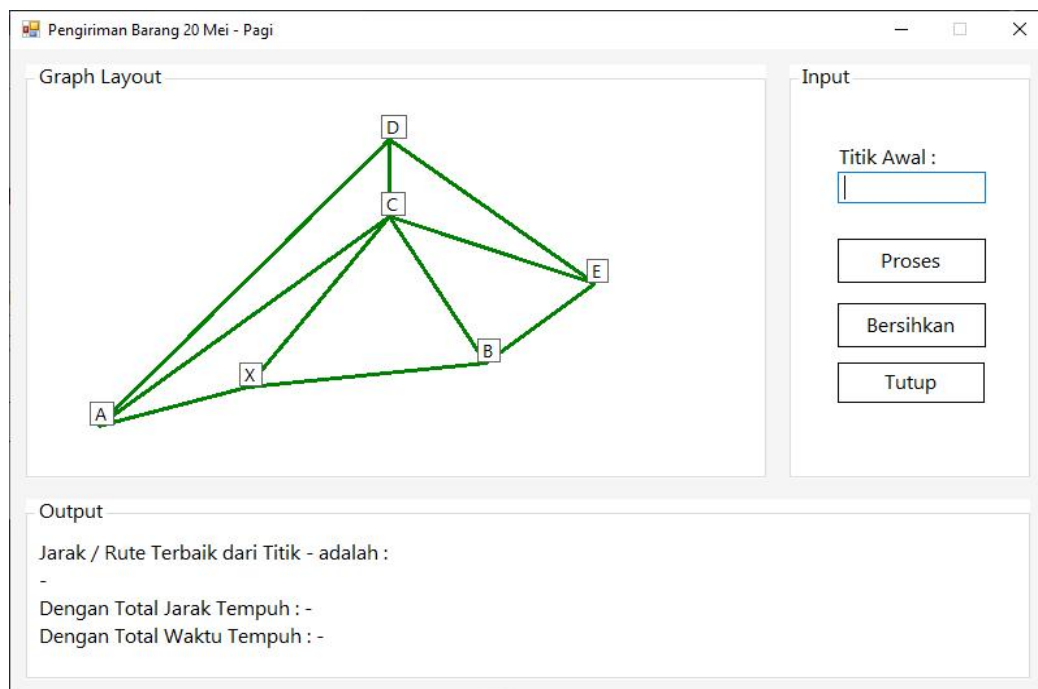 Pengiriman Barang 20 Mei - Pagi
Graph Layout
D
C
E
B
X
A
Input
Titik Awal :
Proses
Bersihkan
Tutup
Output
Jarak / Rute Terbaik dari Titik - adalah :
-
Dengan Total Jarak Tempuh : -
Dengan Total Waktu Tempuh : -